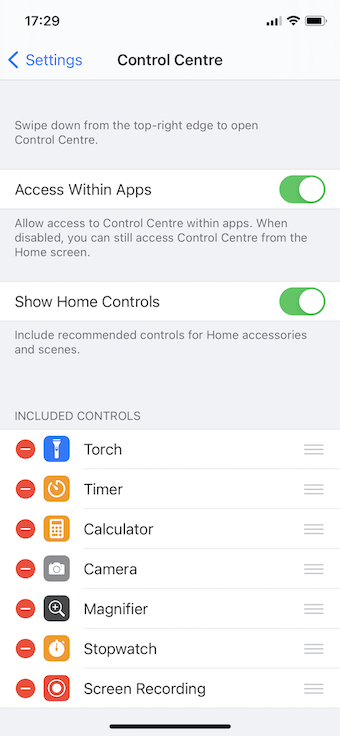 17:29
Settings
Control Centre
Swipe down from the top-right edge to open
Control Centre.
Access Within Apps
Allow access to Control Centre within apps. When
disabled, you can still access Control Centre from the
Home screen.
Show Home Controls
Include recommended controls for Home accessories
and scenes.
INCLUDED CONTROLS
Torch
Timer
Calculator
Camera
Magnifier
Stopwatch
Screen Recording